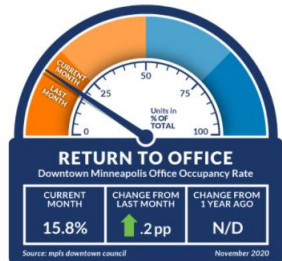 CURRENT
MONTH
LAST
MONTH
0
25
50
75
100
Units in
% OF
TOTAL
RETURN TO OFFICE
Downtown Minneapolis Office Occupancy Rate
CURRENT
MONTH
15.8%
CHANGE FROM
LAST MONTH
.2 pp
CHANGE FROM
1 YEAR AGO
N/D
Source: mpls downtown council
November 2020